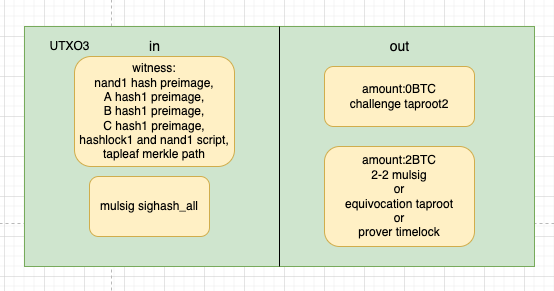 UTXO3
in
out
witness:
nand1 hash preimage,
A hash1 preimage,
B hash1 preimage,
C hash1 preimage,
hashlock1 and nand1 script,
tapleaf merkle path
mulsig sighash_all
amount:0BTC
challenge taproot2
amount:2BTC
2-2 mulsig
or
equivocation taproot
or
prover timelock